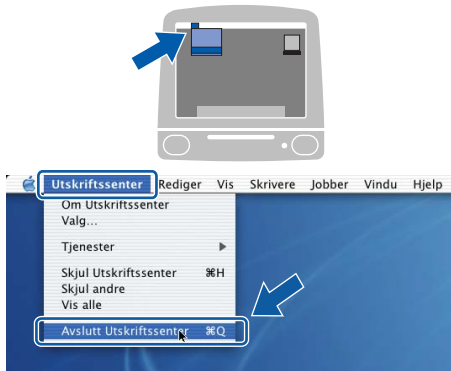 Utskriftssenter Rediger Vis Skrivere Jobber Vindu Hjelp
Om Utskriftssenter
Valg...
Tjenester
Skjul Utskriftssenter ⌘H
Skjul andre
Vis alle
Avslutt Utskriftssenter ⌘Q